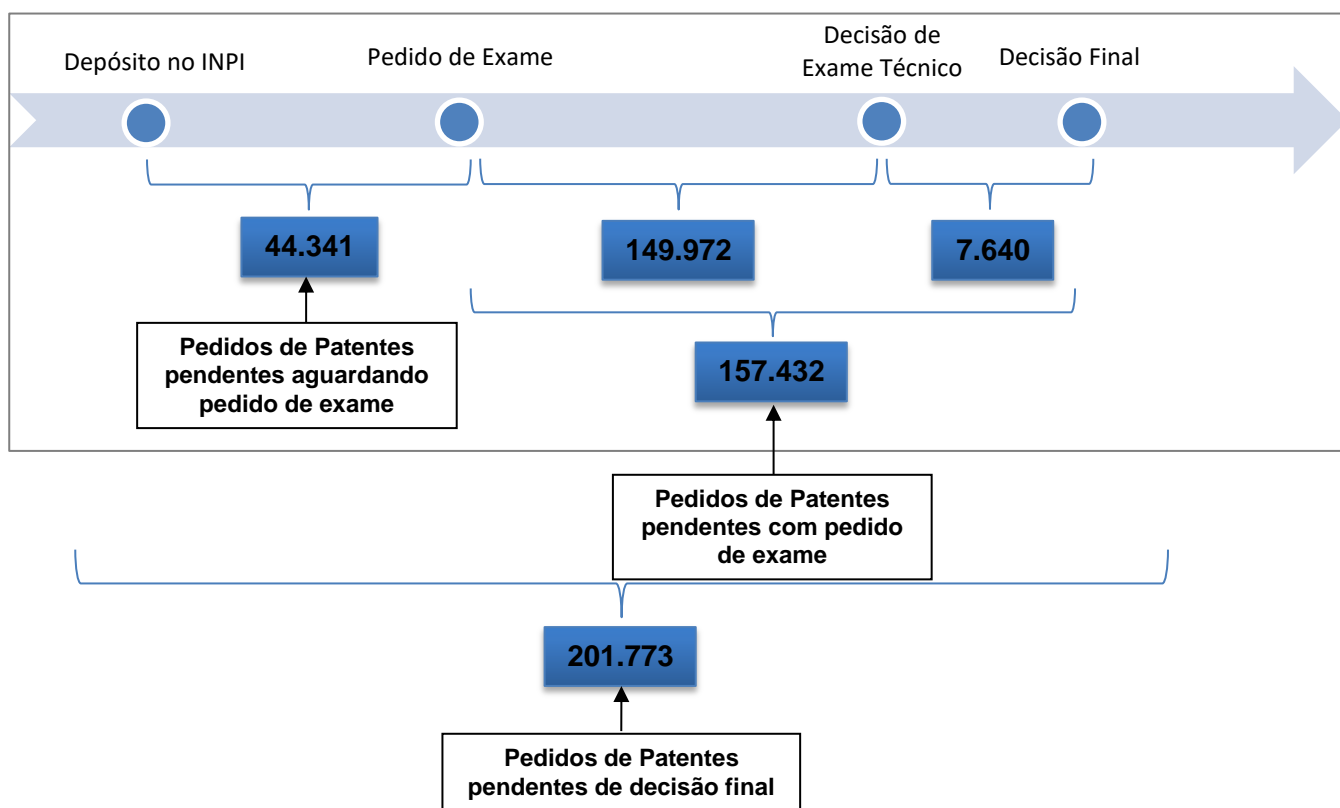 Depósito no INPI
Pedido de Exame
Decisão de
Exame Técnico
Decisão Final
44.341
149.972
7.640
Pedidos de Patentes
pendentes aguardando
pedido de exame
157.432
Pedidos de Patentes
pendentes com pedido
de exame
201.773
Pedidos de Patentes
pendentes de decisão final